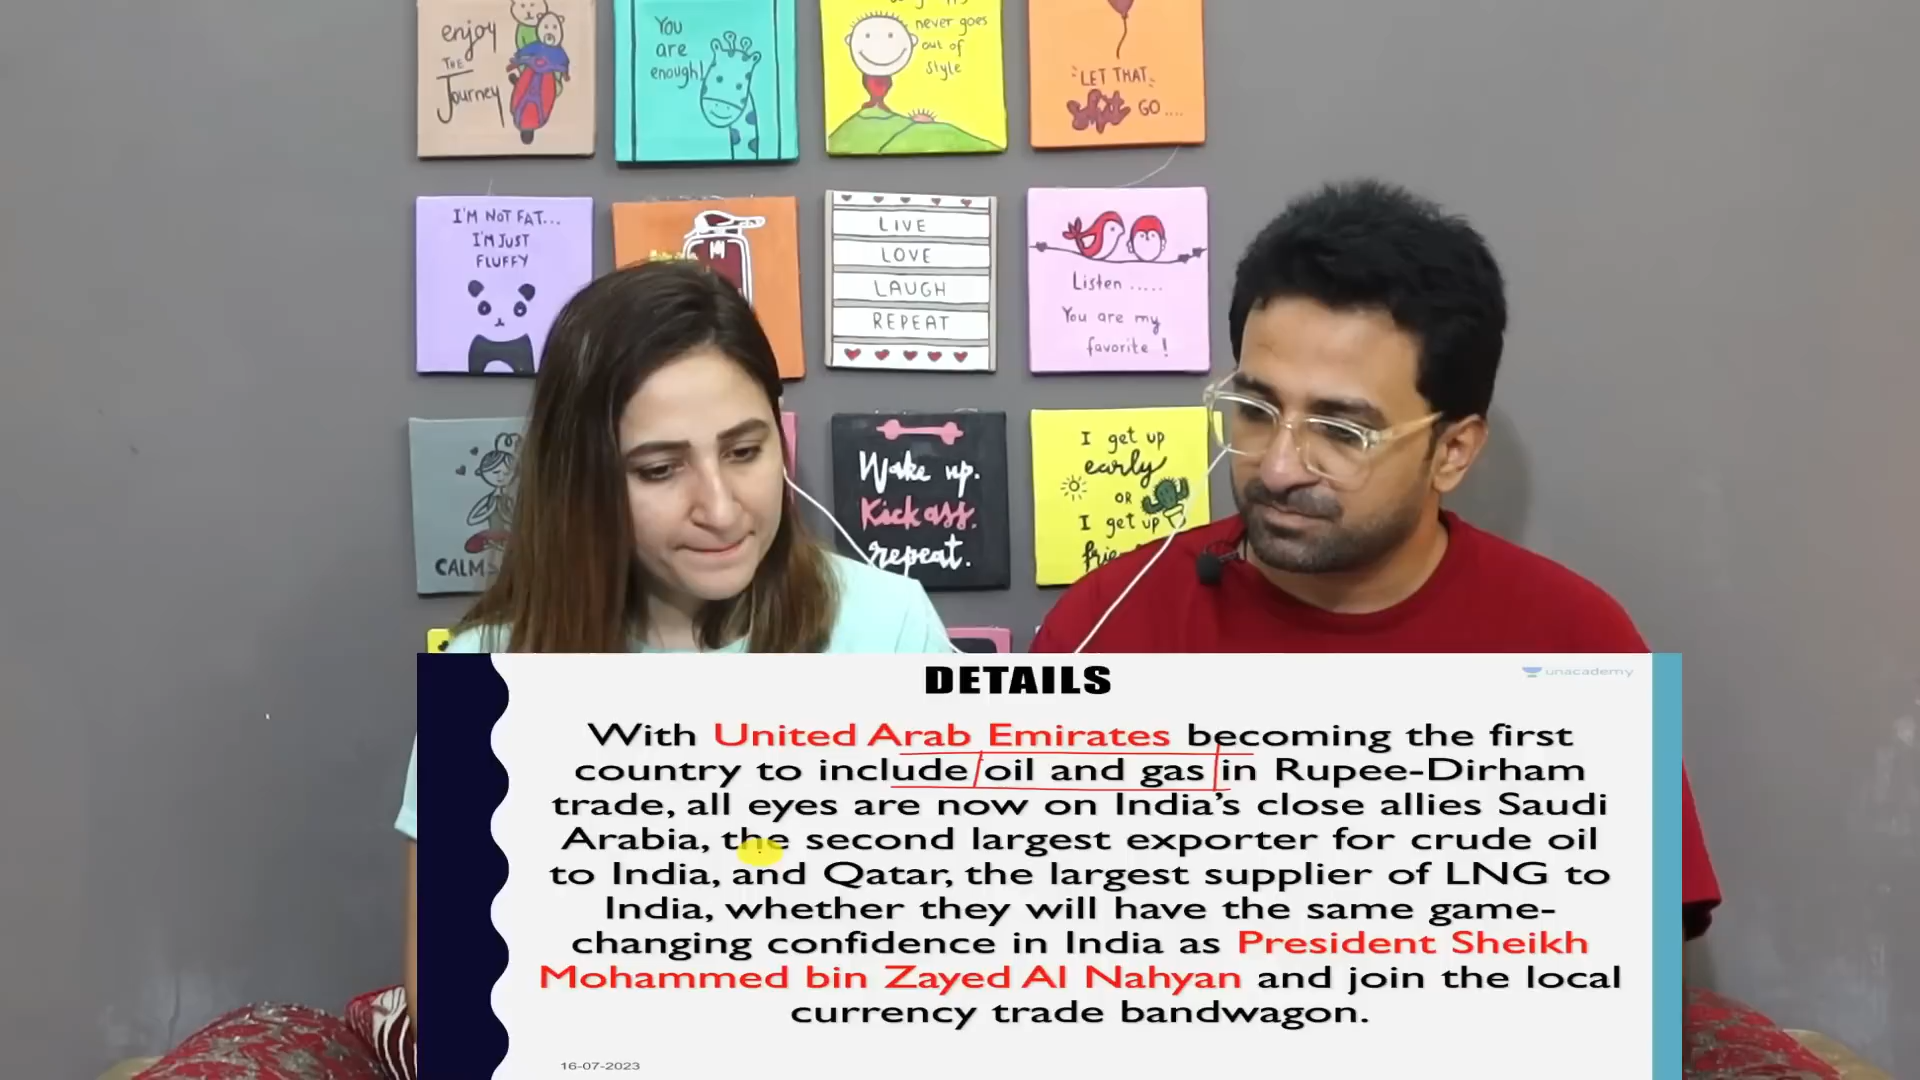 enjoy
THE
Journey
You
are
enough!
never goes
out of
style
LET THAT
shit GO ....
I'M NOT FAT...
I'M JUST
FLUFFY
LIVE
LOVE
LAUGH
REPEAT
Listen .....
You are my
favorite !
CALM
Wake up.
Kick ass.
repeat.
I get up
early
OR
I get up
DETAILS
unacademy
With United Arab Emirates becoming the first
country to include oil and gas in Rupee-Dirham
trade, all eyes are now on India's close allies Saudi
Arabia, the second largest exporter for crude oil
to India, and Qatar, the largest supplier of LNG to
India, whether they will have the same game-
changing confidence in India as President Sheikh
Mohammed bin Zayed Al Nahyan and join the local
currency trade bandwagon.
16-07-2023